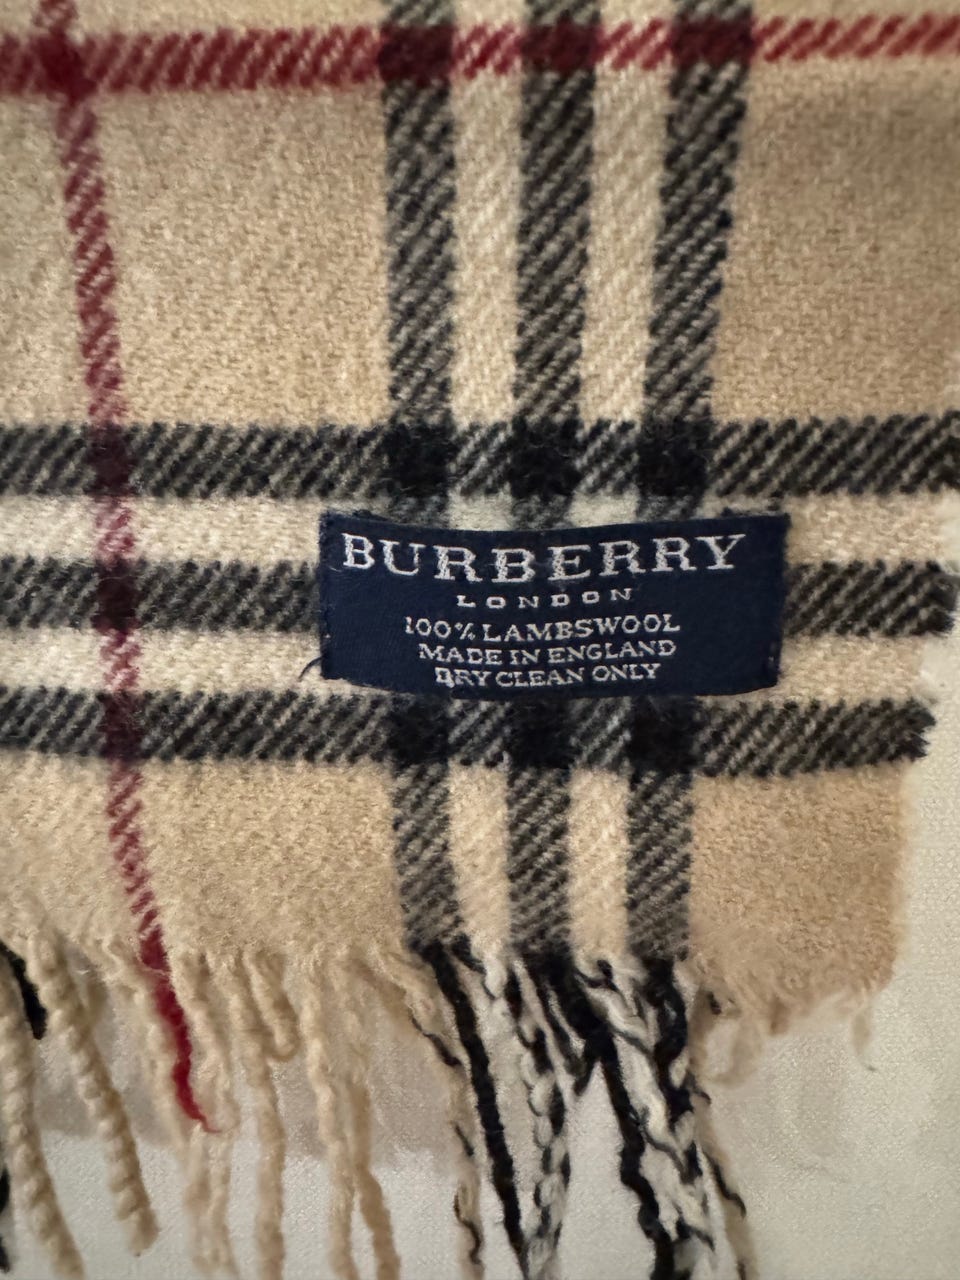 BURBERRY
LONDON
100% LAMBSWOOL
MADE IN ENGLAND
DRY CLEAN ONLY